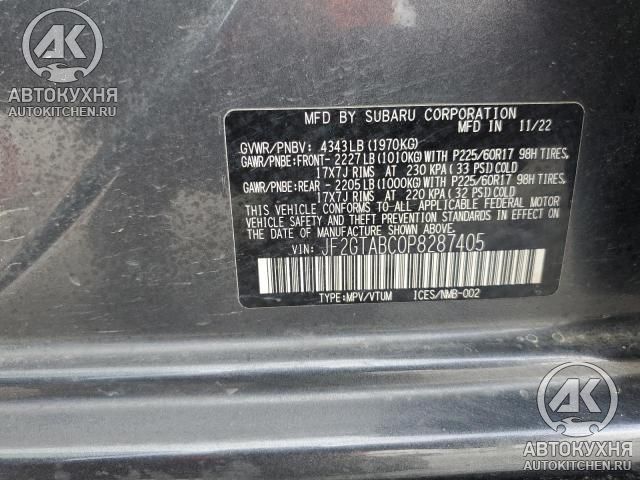 AK
АВТОКУХНЯ
AUTOKITCHEN.RU
MFD BY SUBARU CORPORATION
MFD IN 11/22
GVWR/PNBV: 4343LB(1970KG)
GAWR/PNBE:FRONT-2227LB(1010KG)WITH P225/60R17 98H TIRES,
17X7J RIMS AT 230 KPA(33 PSI)COLD
GAWR/PNBE:REAR -2205LB(1000KG)WITH P225/60R17 98H TIRES,
17X7J RIMS AT 220 KPA(32 PSI)COLD
THIS VEHICLE CONFORMS TO ALL APPLICABLE FEDERAL MOTOR
VEHICLE SAFETY AND THEFT PREVENTION STANDARDS IN EFFECT ON
THE DATE OF MANUFACTURE SHOWN ABOVE.
VIN: JF2GTABC0P8287405
TYPE:MPV/VTUM ICES/NMB-002
AK
АВТОКУХНЯ
AUTOKITCHEN.RU